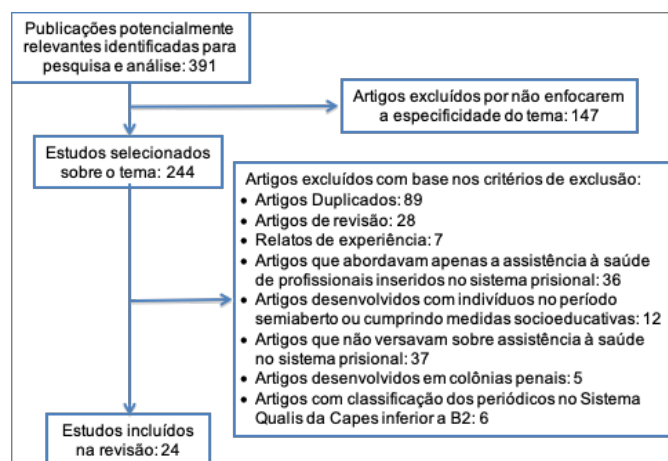 Publicações potencialmente
relevantes identificadas para
pesquisa e análise: 391
Artigos excluídos por não enfocarem
a especificidade do tema: 147
Estudos selecionados
sobre o tema: 244
Artigos excluídos com base nos critérios de exclusão:
• Artigos Duplicados: 89
• Artigos de revisão: 28
• Relatos de experiência: 7
• Artigos que abordavam apenas a assistência à saúde
de profissionais inseridos no sistema prisional: 36
• Artigos desenvolvidos com indivíduos no período
semiaberto ou cumprindo medidas socioeducativas: 12
• Artigos que não versavam sobre assistência à saúde
no sistema prisional: 37
• Artigos desenvolvidos em colônias penais: 5
• Artigos com classificação dos periódicos no Sistema
Qualis da Capes inferior a B2: 6
Estudos incluídos
na revisão: 24